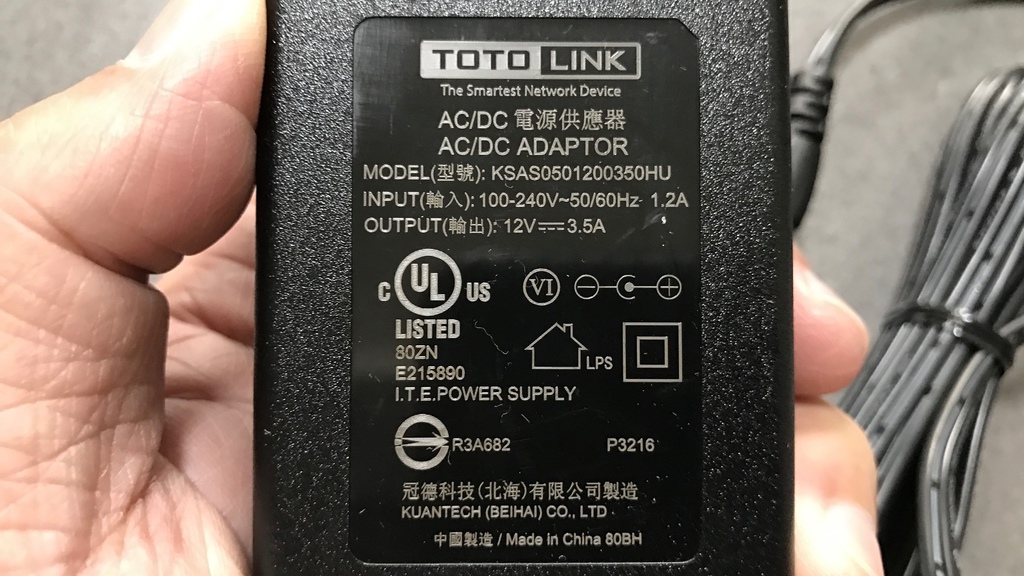 TOTO LINK
The Smartest Network Device
AC/DC 電源供應器
AC/DC ADAPTOR
MODEL(型號): KSAS0501200350HU
INPUT(輸入): 100-240V~50/60Hz 1.2A
OUTPUT(輸出): 12V⎓3.5A
C UL US
LISTED
VI
80ZN
E215890
LPS
I.T.E.POWER SUPPLY
R3A682 P3216
冠德科技(北海)有限公司製造
KUANTECH (BEIHAI) CO., LTD
中國製造 / Made in China 80BH